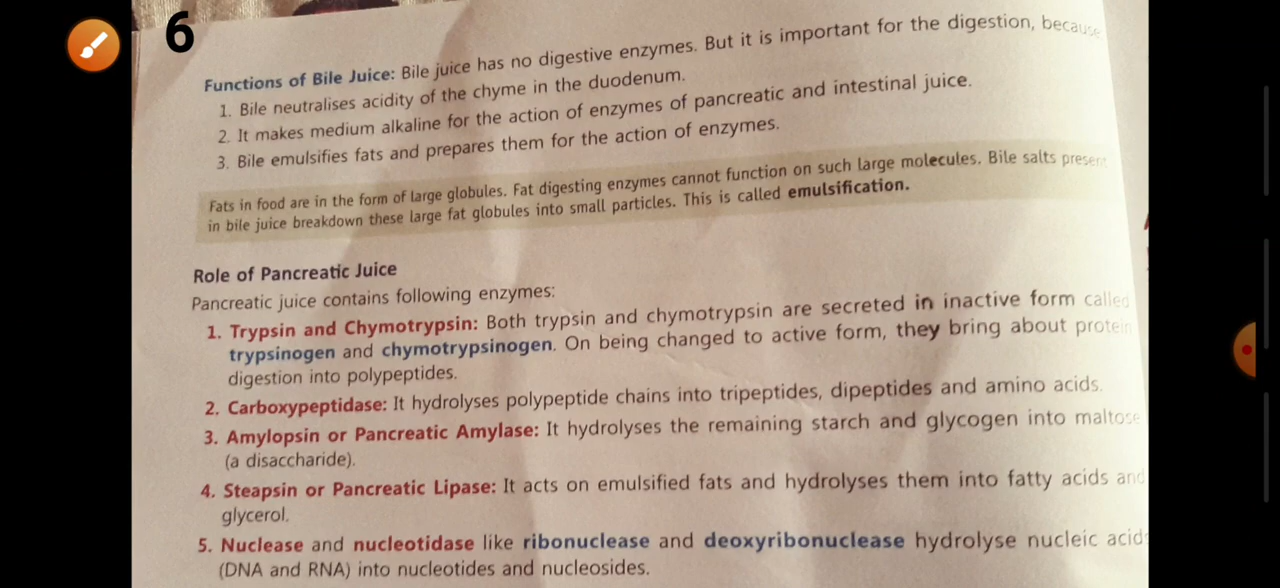 6
Functions of Bile Juice: Bile juice has no digestive enzymes. But it is important for the digestion, because
1. Bile neutralises acidity of the chyme in the duodenum.
2. It makes medium alkaline for the action of enzymes of pancreatic and intestinal juice.
3. Bile emulsifies fats and prepares them for the action of enzymes.
Fats in food are in the form of large globules. Fat digesting enzymes cannot function on such large molecules. Bile salts present
in bile juice breakdown these large fat globules into small particles. This is called emulsification.
Role of Pancreatic Juice
Pancreatic juice contains following enzymes:
1. Trypsin and Chymotrypsin: Both trypsin and chymotrypsin are secreted in inactive form called
trypsinogen and chymotrypsinogen. On being changed to active form, they bring about protein
digestion into polypeptides.
2. Carboxypeptidase: It hydrolyses polypeptide chains into tripeptides, dipeptides and amino acids.
3. Amylopsin or Pancreatic Amylase: It hydrolyses the remaining starch and glycogen into maltose
(a disaccharide).
4. Steapsin or Pancreatic Lipase: It acts on emulsified fats and hydrolyses them into fatty acids and
glycerol.
5. Nuclease and nucleotidase like ribonuclease and deoxyribonuclease hydrolyse nucleic acids
(DNA and RNA) into nucleotides and nucleosides.